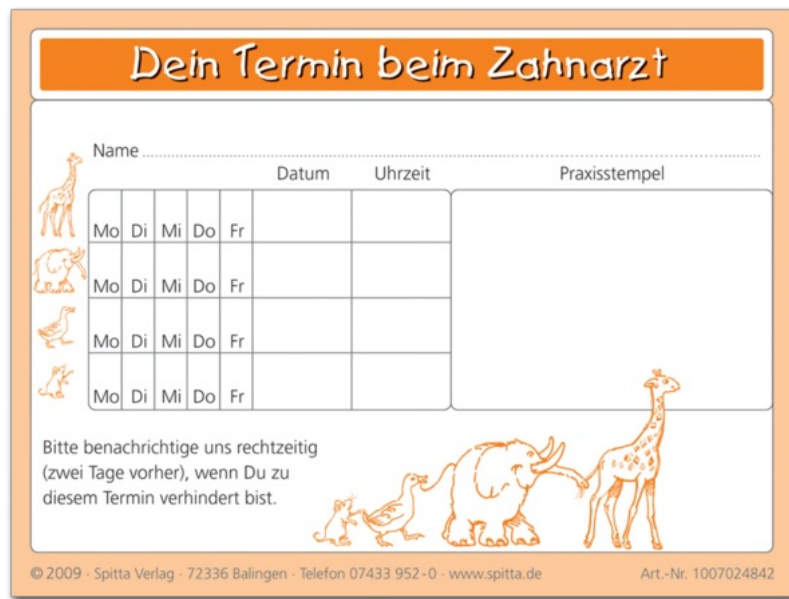 Dein Termin beim Zahnarzt
Name
Datum Uhrzeit Praxisstempel
Mo Di Mi Do Fr
Mo Di Mi Do Fr
Mo Di Mi Do Fr
Mo Di Mi Do Fr
Bitte benachrichtige uns rechtzeitig
(zwei Tage vorher), wenn Du zu
diesem Termin verhindert bist.
© 2009 · Spitta Verlag · 72336 Balingen · Telefon 07433 952-0 · www.spitta.de Art.-Nr. 1007024842